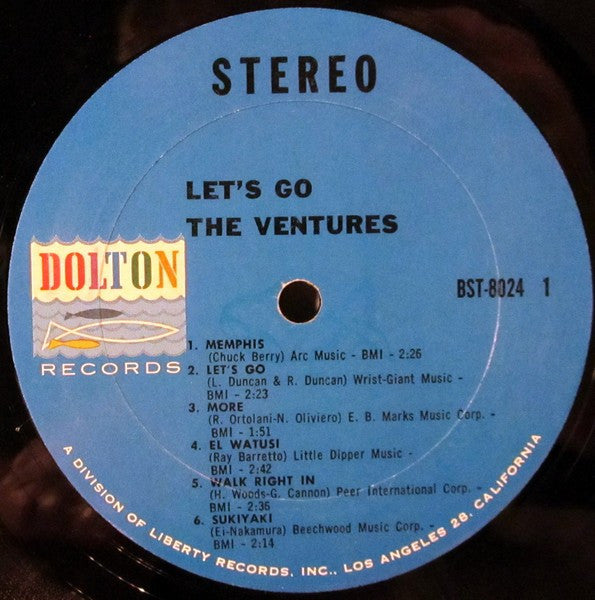 STEREO
LET'S GO
THE VENTURES
DOLTON
RECORDS
BST-8024 1
1. MEMPHIS
(Chuck Berry) Arc Music - BMI - 2:26
2. LET'S GO
(L. Duncan & R. Duncan) Wrist-Giant Music -
BMI - 2:23
3. MORE
(R. Ortolani-N. Oliviero) E. B. Marks Music Corp. -
BMI - 1:51
4. EL WATUSI
(Ray Barretto) Little Dipper Music -
BMI - 2:42
5. WALK RIGHT IN
(H. Woods-G. Cannon) Peer International Corp. -
BMI - 2:36
6. SUKIYAKI
(Ei-Nakamura) Beechwood Music Corp. -
BMI - 2:14
A DIVISION OF LIBERTY RECORDS, INC., LOS ANGELES 28, CALIFORNIA